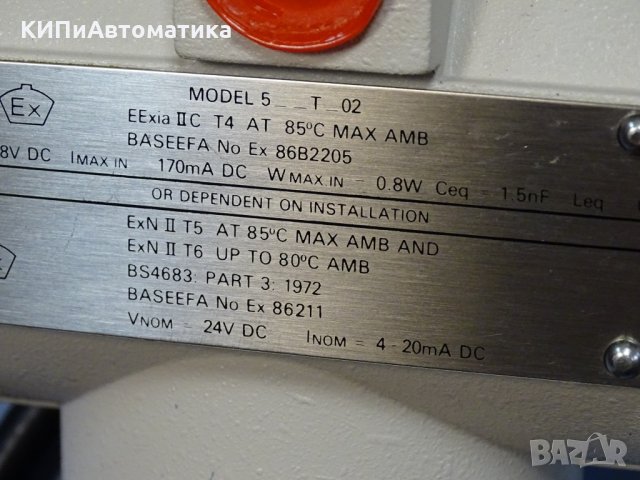 КИПиАвтоматика
Ex
MODEL 5_ _T_02
EExia IIC T4 AT 85°C MAX AMB
BASEEFA No Ex 86B2205
8V DC IMAX IN 170mA DC WMAX IN = 0.8W Ceq = 1.5nF Leq
OR DEPENDENT ON INSTALLATION
ExN II T5 AT 85°C MAX AMB AND
ExN II T6 UP TO 80°C AMB
BS4683: PART 3: 1972
BASEEFA No Ex 86211
VNOM = 24V DC INOM = 4-20mA DC
BAZAR